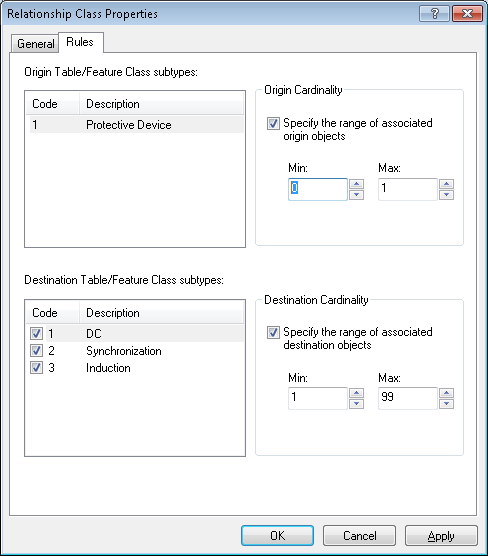 Relationship Class Properties
General Rules
Origin Table/Feature Class subtypes:
Code Description
1 Protective Device
Origin Cardinality
Specify the range of associated
origin objects
Min: Max:
0 1
Destination Table/Feature Class subtypes:
Code Description
1 DC
2 Synchronization
3 Induction
Destination Cardinality
Specify the range of associated
destination objects
Min: Max:
1 99
OK Cancel Apply